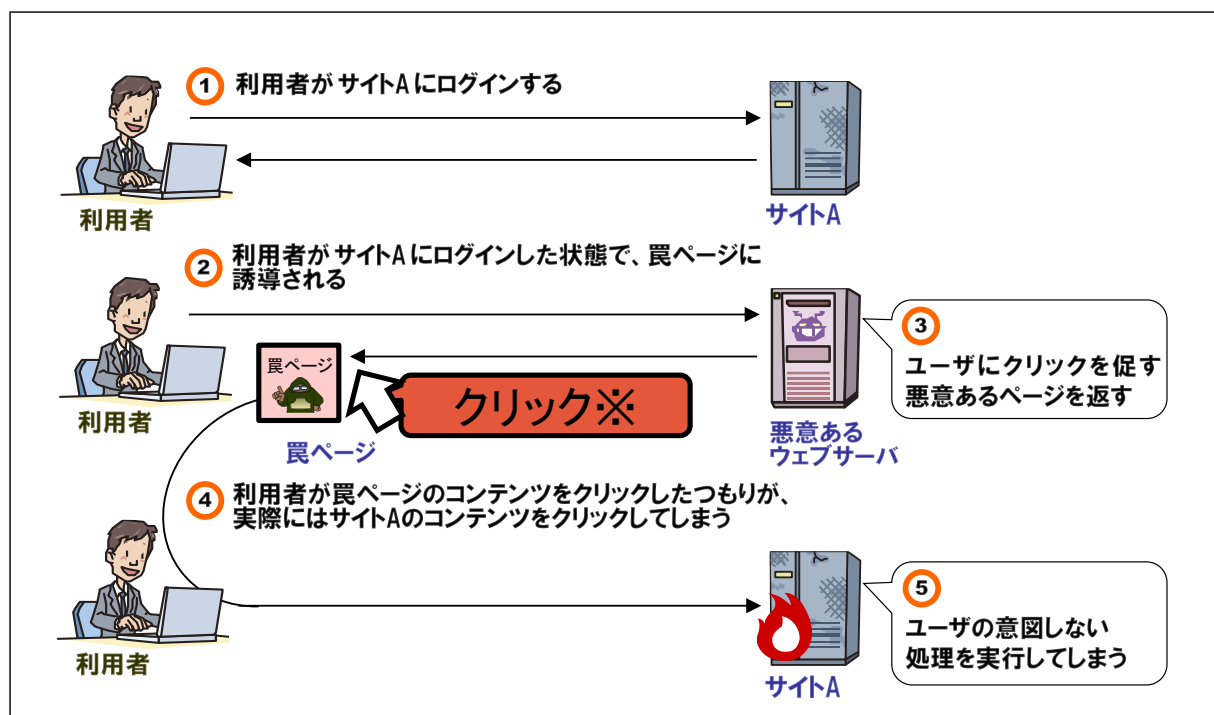 1 利用者がサイトAにログインする
利用者
サイトA
2 利用者がサイトAにログインした状態で、罠ページに
誘導される
3
ユーザにクリックを促す
悪意あるページを返す
罠ページ
クリック※
利用者
罠ページ
悪意ある
ウェブサーバ
4 利用者が罠ページのコンテンツをクリックしたつもりが、
実際にはサイトAのコンテンツをクリックしてしまう
5
ユーザの意図しない
処理を実行してしまう
利用者
サイトA